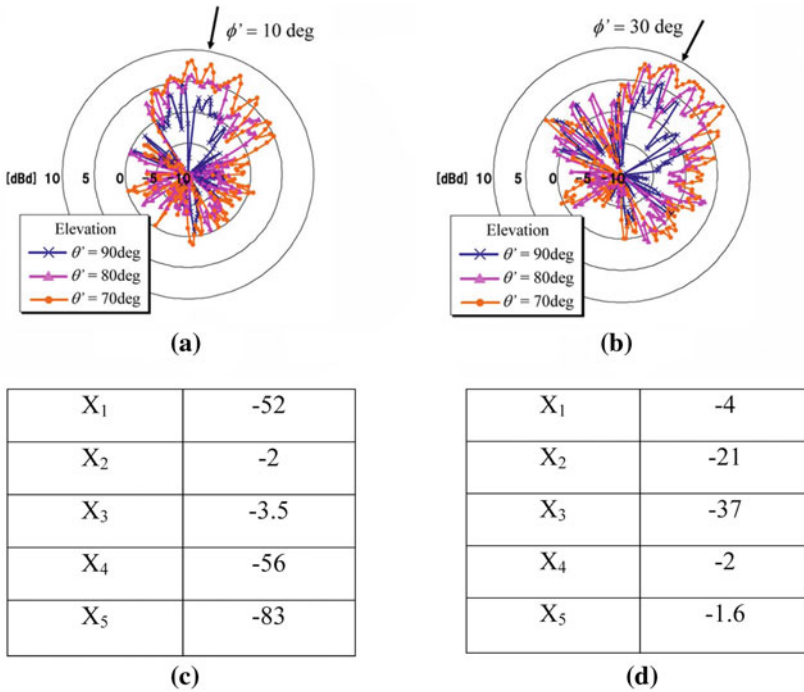 ϕ' = 10 deg
[dBd] 10 5 0 -5 -10
Elevation
θ' = 90deg
θ' = 80deg
θ' = 70deg
(a)
ϕ' = 30 deg
[dBd] 10 5 0 -5 -10
Elevation
θ' = 90deg
θ' = 80deg
θ' = 70deg
(b)
X₁ -52
X₂ -2
X₃ -3.5
X₄ -56
X₅ -83
(c)
X₁ -4
X₂ -21
X₃ -37
X₄ -2
X₅ -1.6
(d)